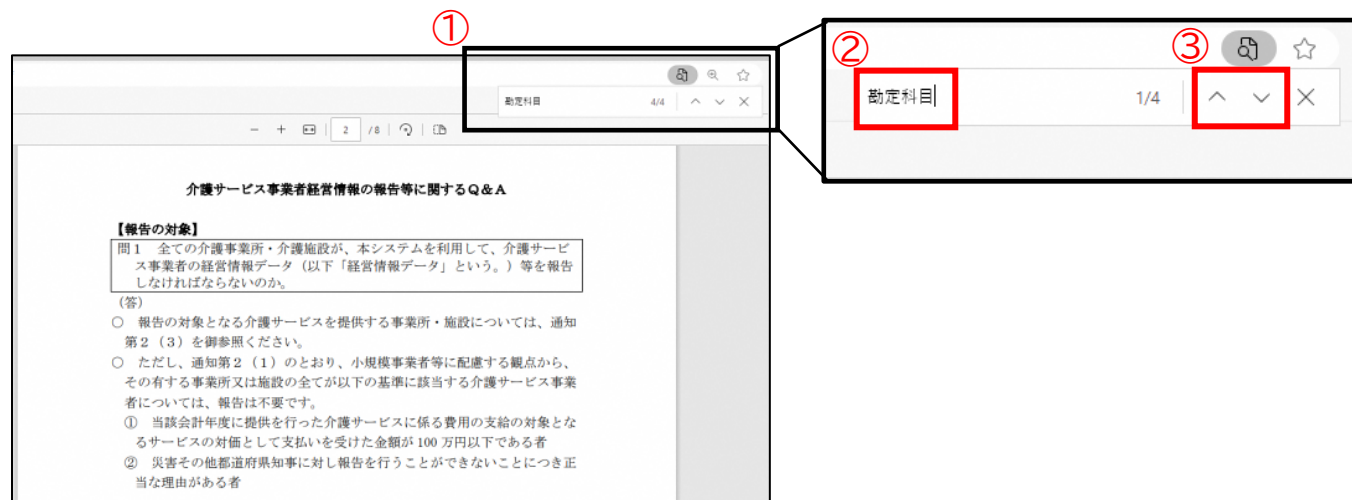 ①
勘定科目 4/4
2 /8
介護サービス事業者経営情報の報告等に関するQ&A
【報告の対象】
問1 全ての介護事業所・介護施設が、本システムを利用して、介護サービ
ス事業者の経営情報データ（以下「経営情報データ」という。）等を報告
しなければならないのか。
（答）
○ 報告の対象となる介護サービスを提供する事業所・施設については、通知
第2（3）を御参照ください。
○ ただし、通知第2（1）のとおり、小規模事業者等に配慮する観点から、
その有する事業所又は施設の全てが以下の基準に該当する介護サービス事業
者については、報告は不要です。
① 当該会計年度に提供を行った介護サービスに係る費用の支給の対象とな
るサービスの対価として支払いを受けた金額が 100 万円以下である者
② 災害その他都道府県知事に対し報告を行うことができないことにつき正
当な理由がある者
② ③
勘定科目 1/4